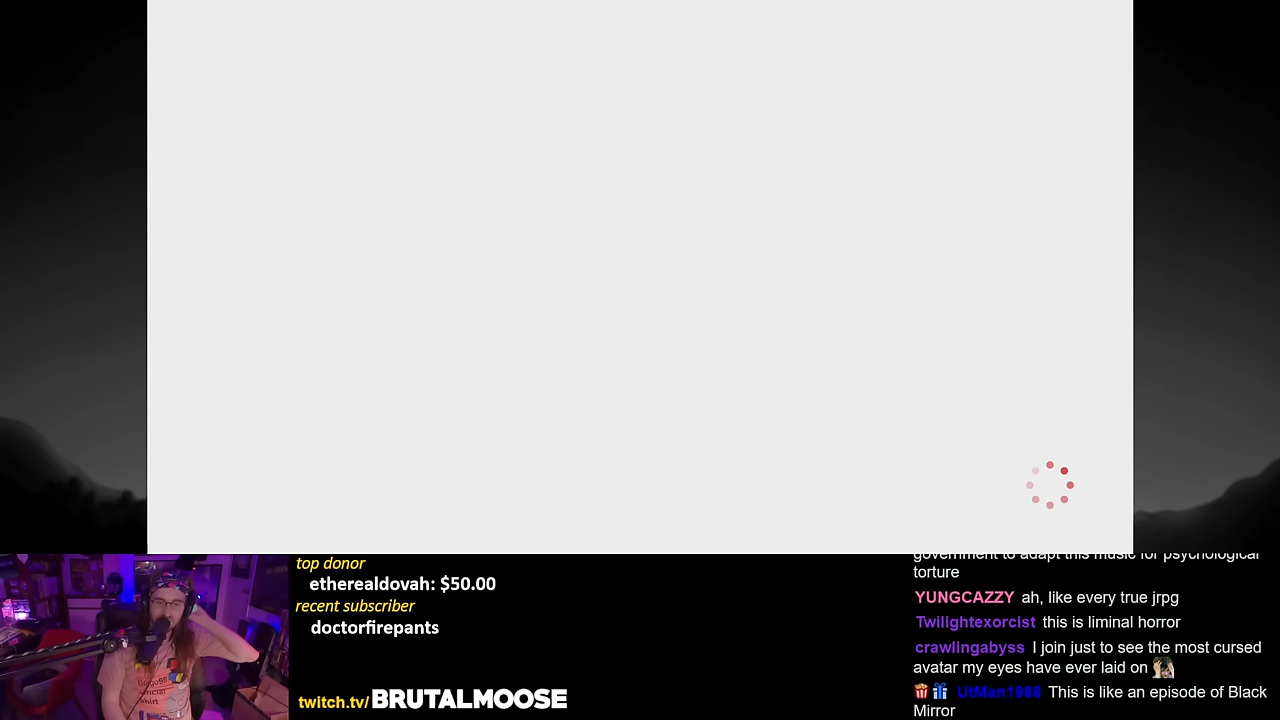 top donor
etherealdovah: $50.00
recent subscriber
doctorfirepants
twitch.tv/BRUTALMOOSE
government to adapt this music for psychological
torture
YUNGCAZZY ah, like every true jrpg
Twilightexorcist this is liminal horror
crawlingabyss I join just to see the most cursed
avatar my eyes have ever laid on
UtMan1988 This is like an episode of Black
Mirror